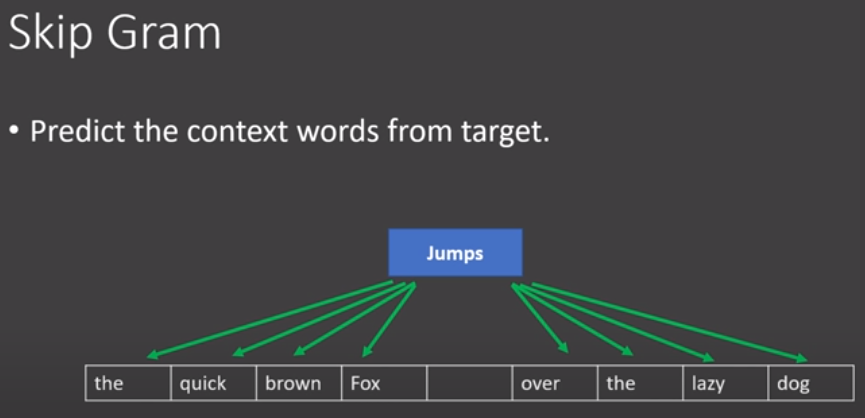 Skip Gram
• Predict the context words from target.
Jumps
the quick brown Fox over the lazy dog